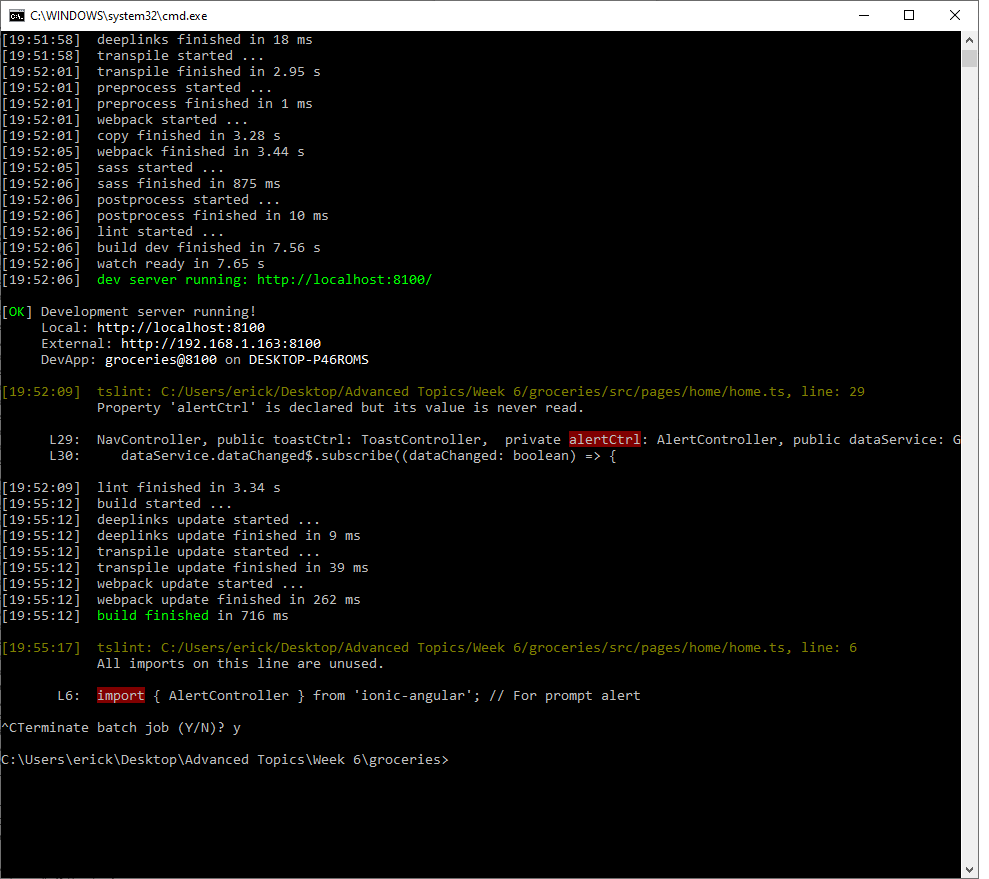 C:\WINDOWS\system32\cmd.exe
[19:51:58]  deeplinks finished in 18 ms
[19:51:58]  transpile started ...
[19:52:01]  transpile finished in 2.95 s
[19:52:01]  preprocess started ...
[19:52:01]  preprocess finished in 1 ms
[19:52:01]  webpack started ...
[19:52:01]  copy finished in 3.28 s
[19:52:05]  webpack finished in 3.44 s
[19:52:05]  sass started ...
[19:52:06]  sass finished in 875 ms
[19:52:06]  postprocess started ...
[19:52:06]  postprocess finished in 10 ms
[19:52:06]  lint started ...
[19:52:06]  build dev finished in 7.56 s
[19:52:06]  watch ready in 7.65 s
[19:52:06]  dev server running: http://localhost:8100/
[OK] Development server running!
     Local: http://localhost:8100
     External: http://192.168.1.163:8100
     DevApp: groceries@8100 on DESKTOP-P46ROMS
[19:52:09]  tslint: C:/Users/erick/Desktop/Advanced Topics/Week 6/groceries/src/pages/home/home.ts, line: 29
            Property 'alertCtrl' is declared but its value is never read.
      L29:  NavController, public toastCtrl: ToastController,  private alertCtrl: AlertController, public dataService: G
      L30:     dataService.dataChanged$.subscribe((dataChanged: boolean) => {
[19:52:09]  lint finished in 3.34 s
[19:55:12]  build started ...
[19:55:12]  deeplinks update started ...
[19:55:12]  deeplinks update finished in 9 ms
[19:55:12]  transpile update started ...
[19:55:12]  transpile update finished in 39 ms
[19:55:12]  webpack update started ...
[19:55:12]  webpack update finished in 262 ms
[19:55:12]  build finished in 716 ms
[19:55:17]  tslint: C:/Users/erick/Desktop/Advanced Topics/Week 6/groceries/src/pages/home/home.ts, line: 6
            All imports on this line are unused.
       L6:  import { AlertController } from 'ionic-angular'; // For prompt alert
^CTerminate batch job (Y/N)? y
C:\Users\erick\Desktop\Advanced Topics\Week 6\groceries>